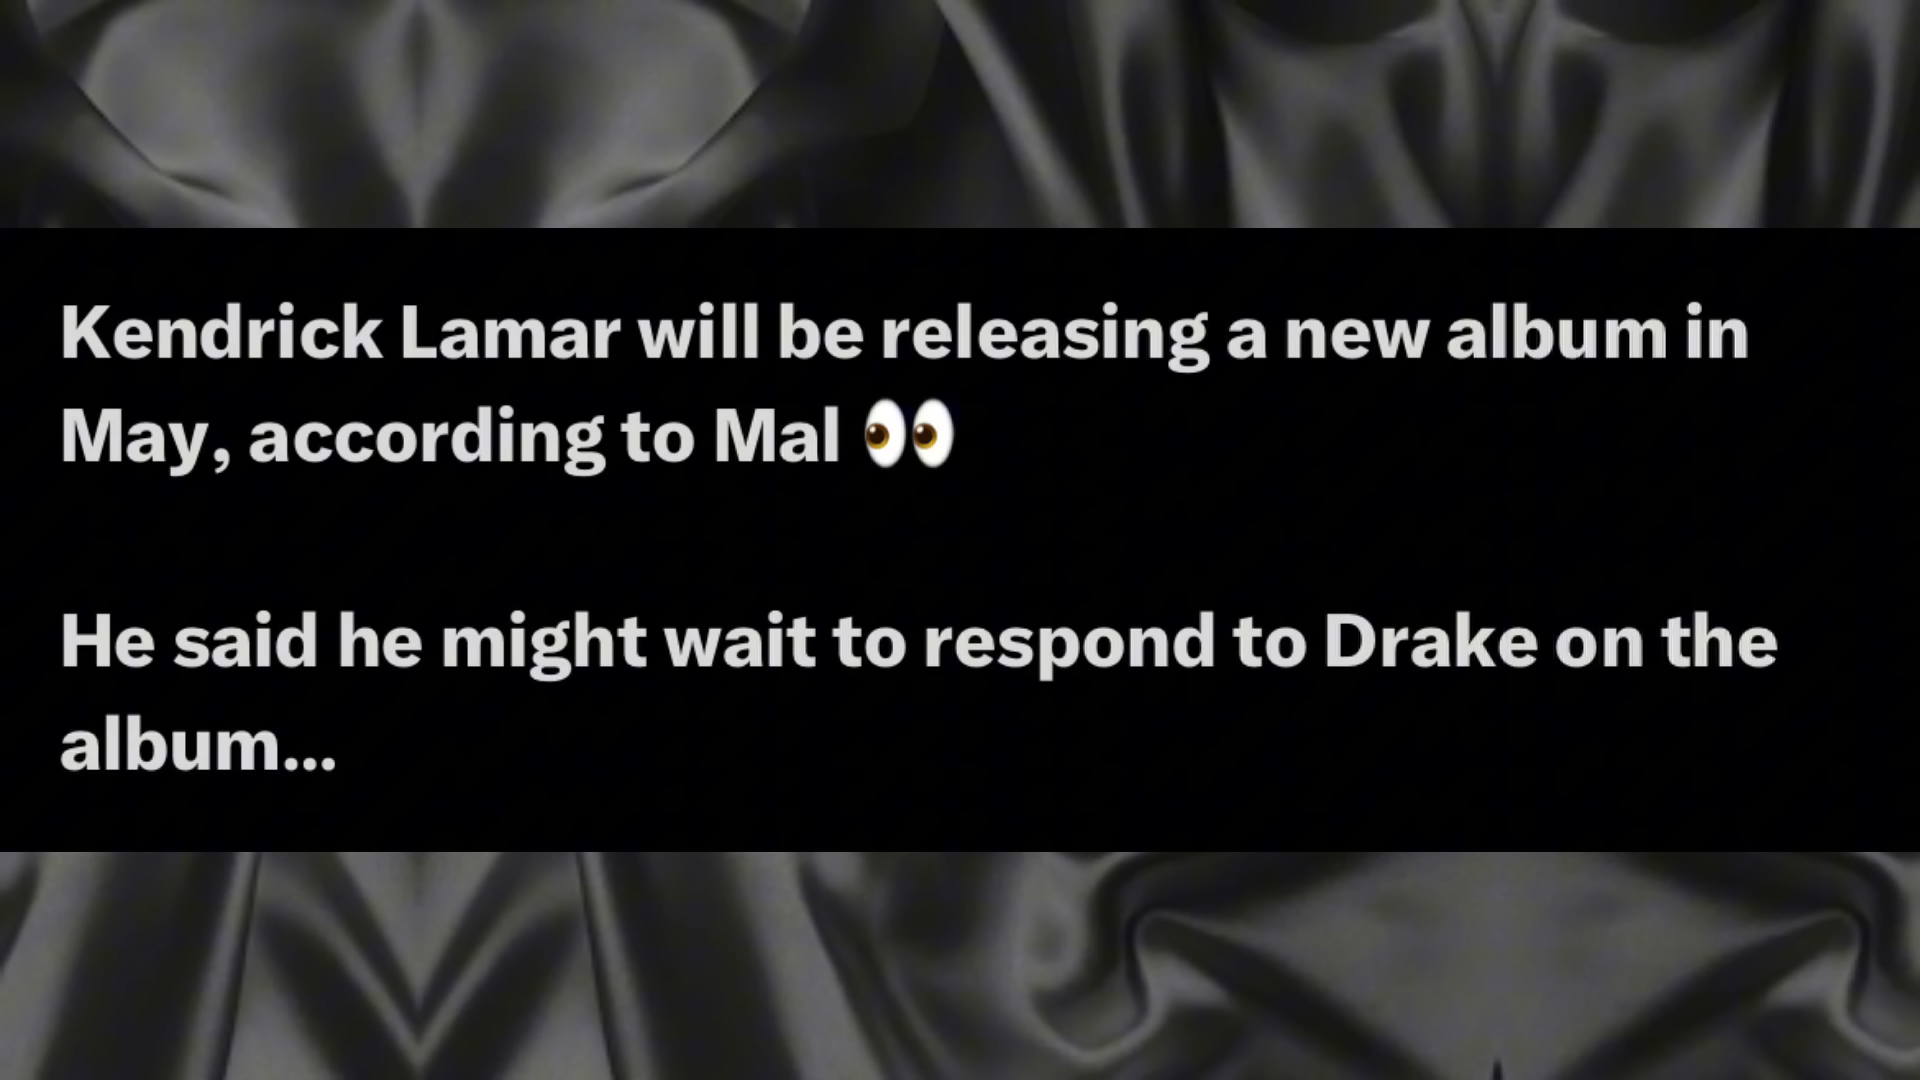 Kendrick Lamar will be releasing a new album in
May, according to Mal 👀
He said he might wait to respond to Drake on the
album...